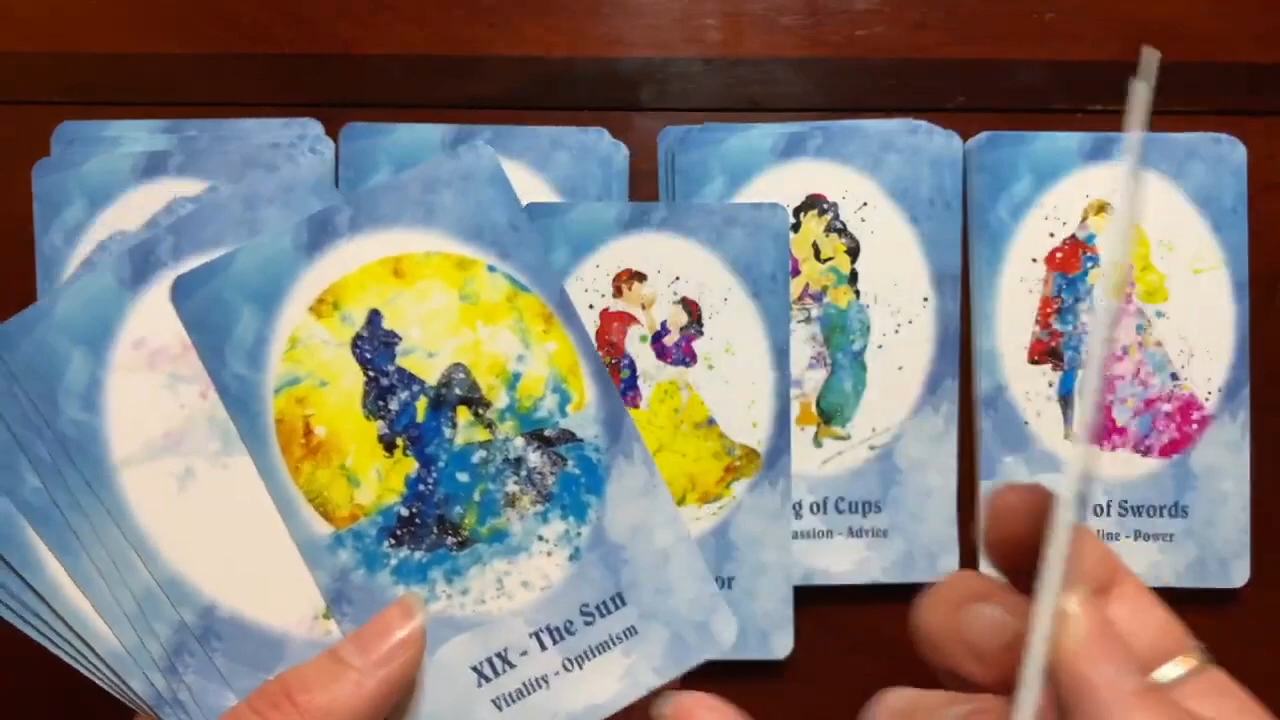 g of Cups
assion - Advice
of Swords
line - Power
or
XIX - The Sun
Vitality - Optimism